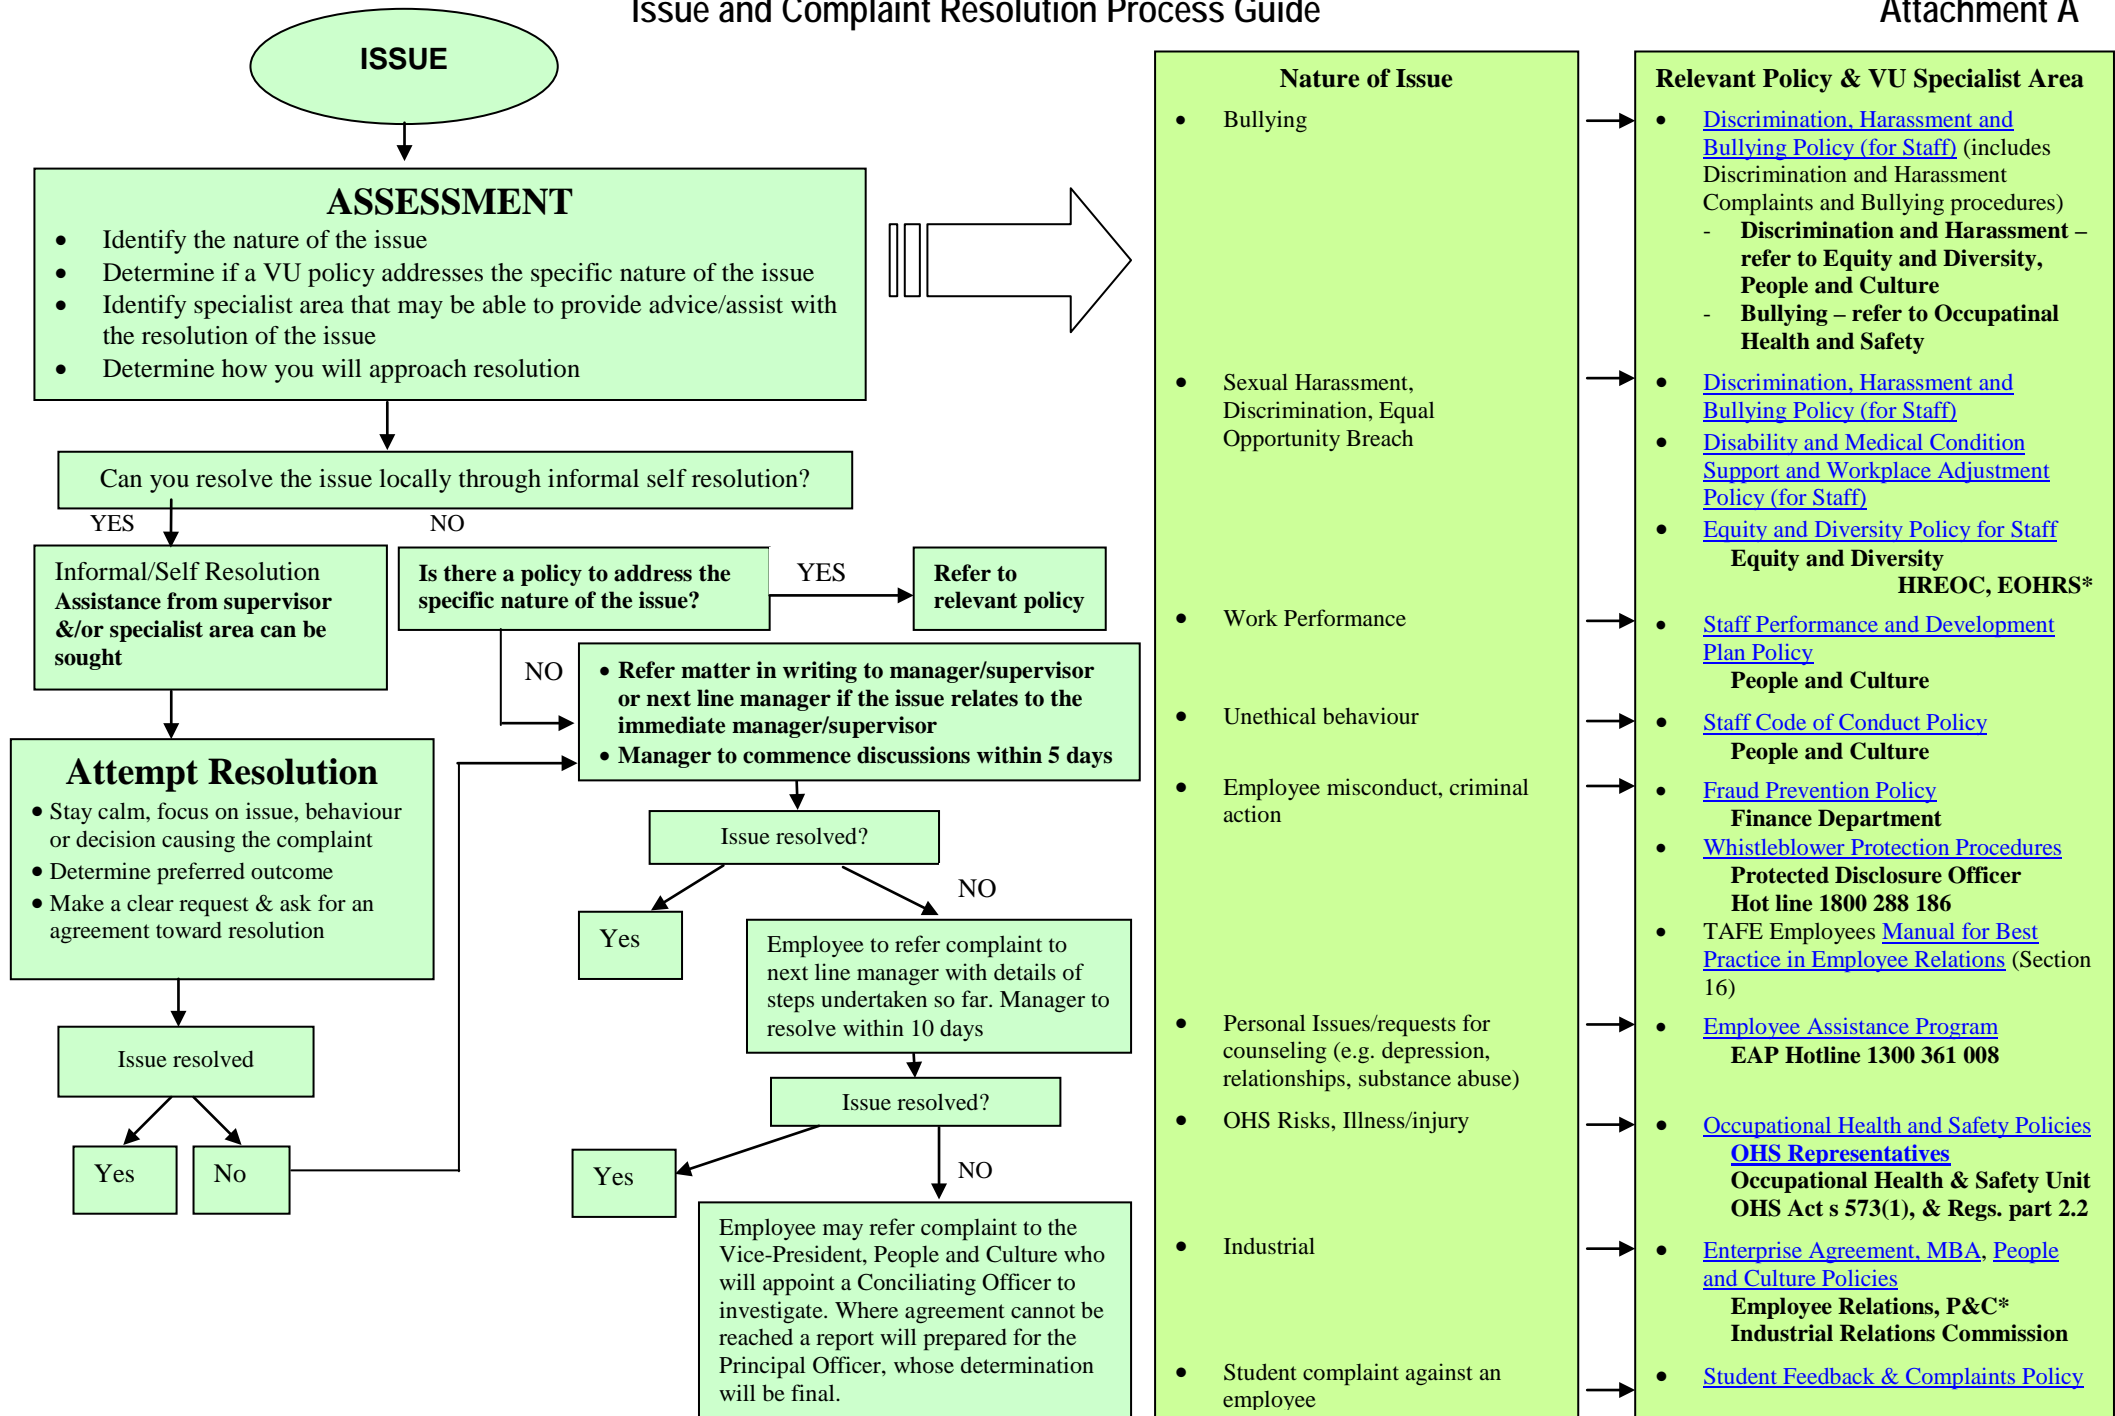 Issue and Complaint Resolution Process Guide
Attachment A
ISSUE
ASSESSMENT
• Identify the nature of the issue
• Determine if a VU policy addresses the specific nature of the issue
• Identify specialist area that may be able to provide advice/assist with
the resolution of the issue
• Determine how you will approach resolution
Can you resolve the issue locally through informal self resolution?
YES
NO
Informal/Self Resolution
Assistance from supervisor
&/or specialist area can be
sought
Is there a policy to address the
specific nature of the issue?
YES
Refer to
relevant policy
NO
• Refer matter in writing to manager/supervisor
or next line manager if the issue relates to the
immediate manager/supervisor
• Manager to commence discussions within 5 days
Attempt Resolution
• Stay calm, focus on issue, behaviour
or decision causing the complaint
• Determine preferred outcome
• Make a clear request & ask for an
agreement toward resolution
Issue resolved
Yes
No
Issue resolved?
NO
Yes
Employee to refer complaint to
next line manager with details of
steps undertaken so far. Manager to
resolve within 10 days
Issue resolved?
Yes
NO
Employee may refer complaint to the
Vice-President, People and Culture who
will appoint a Conciliating Officer to
investigate. Where agreement cannot be
reached a report will prepared for the
Principal Officer, whose determination
will be final.
Nature of Issue
• Bullying
• Sexual Harassment,
Discrimination, Equal
Opportunity Breach
• Work Performance
• Unethical behaviour
• Employee misconduct, criminal
action
• Personal Issues/requests for
counseling (e.g. depression,
relationships, substance abuse)
• OHS Risks, Illness/injury
• Industrial
• Student complaint against an
employee
Relevant Policy & VU Specialist Area
• Discrimination, Harassment and
Bullying Policy (for Staff) (includes
Discrimination and Harassment
Complaints and Bullying procedures)
- Discrimination and Harassment –
refer to Equity and Diversity,
People and Culture
- Bullying – refer to Occupatinal
Health and Safety
• Discrimination, Harassment and
Bullying Policy (for Staff)
• Disability and Medical Condition
Support and Workplace Adjustment
Policy (for Staff)
• Equity and Diversity Policy for Staff
Equity and Diversity
HREOC, EOHRS*
• Staff Performance and Development
Plan Policy
People and Culture
• Staff Code of Conduct Policy
People and Culture
• Fraud Prevention Policy
Finance Department
• Whistleblower Protection Procedures
Protected Disclosure Officer
Hot line 1800 288 186
• TAFE Employees Manual for Best
Practice in Employee Relations (Section
16)
• Employee Assistance Program
EAP Hotline 1300 361 008
• Occupational Health and Safety Policies
OHS Representatives
Occupational Health & Safety Unit
OHS Act s 573(1), & Regs. part 2.2
• Enterprise Agreement, MBA, People
and Culture Policies
Employee Relations, P&C*
Industrial Relations Commission
• Student Feedback & Complaints Policy